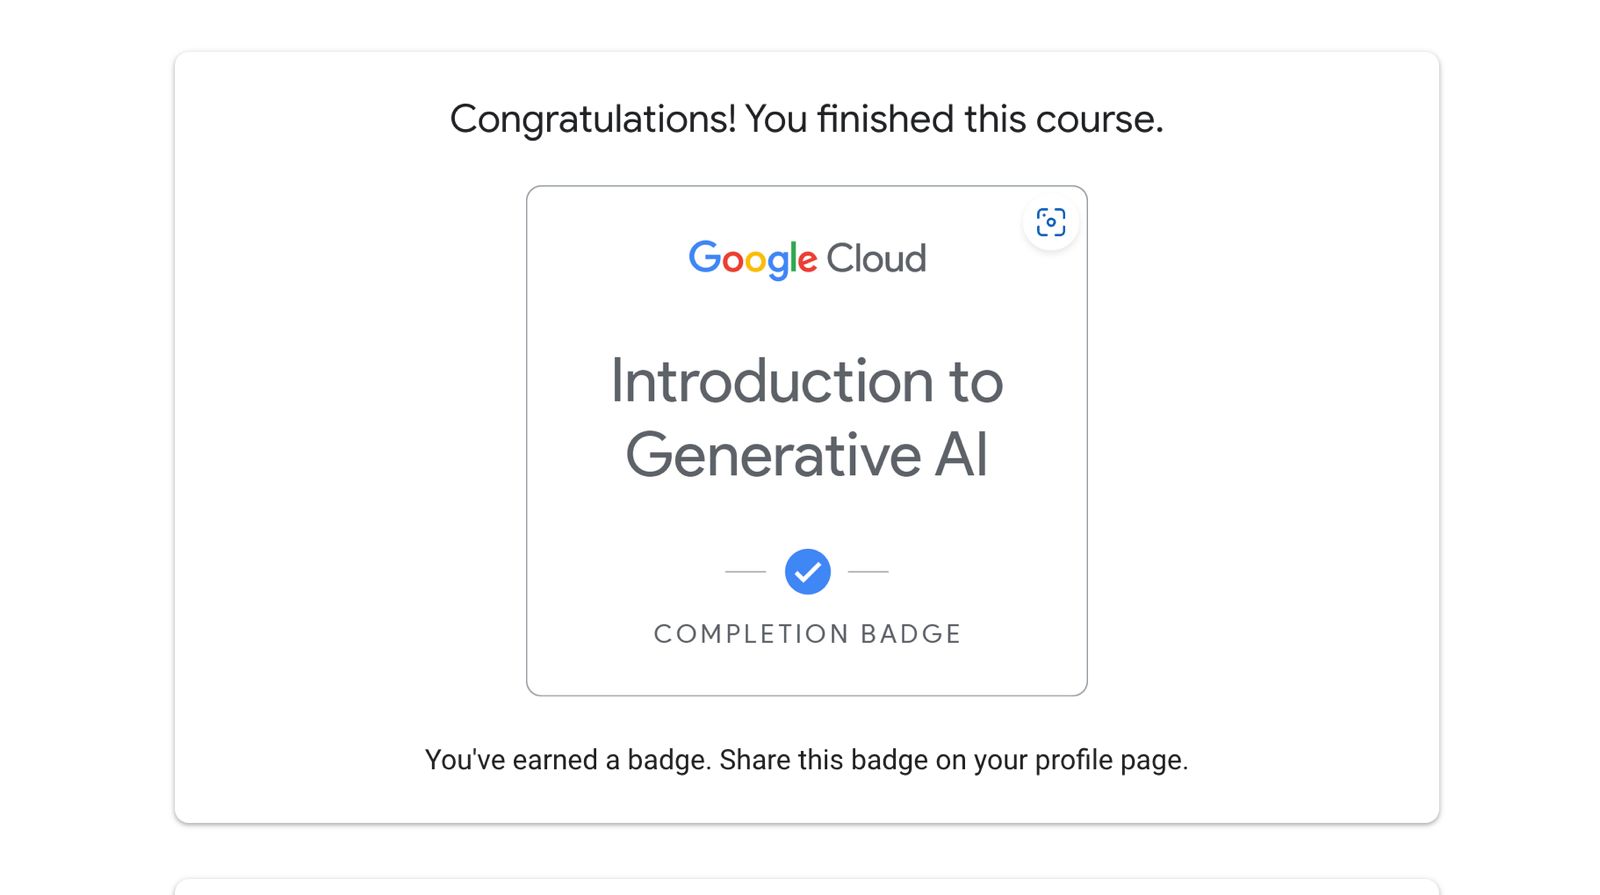 Congratulations! You finished this course.
Google Cloud
Introduction to
Generative AI
COMPLETION BADGE
You've earned a badge. Share this badge on your profile page.